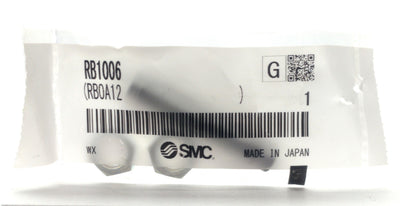 RB1006 G
(RBOA12 ) 1
WX SMC. MADE IN JAPAN